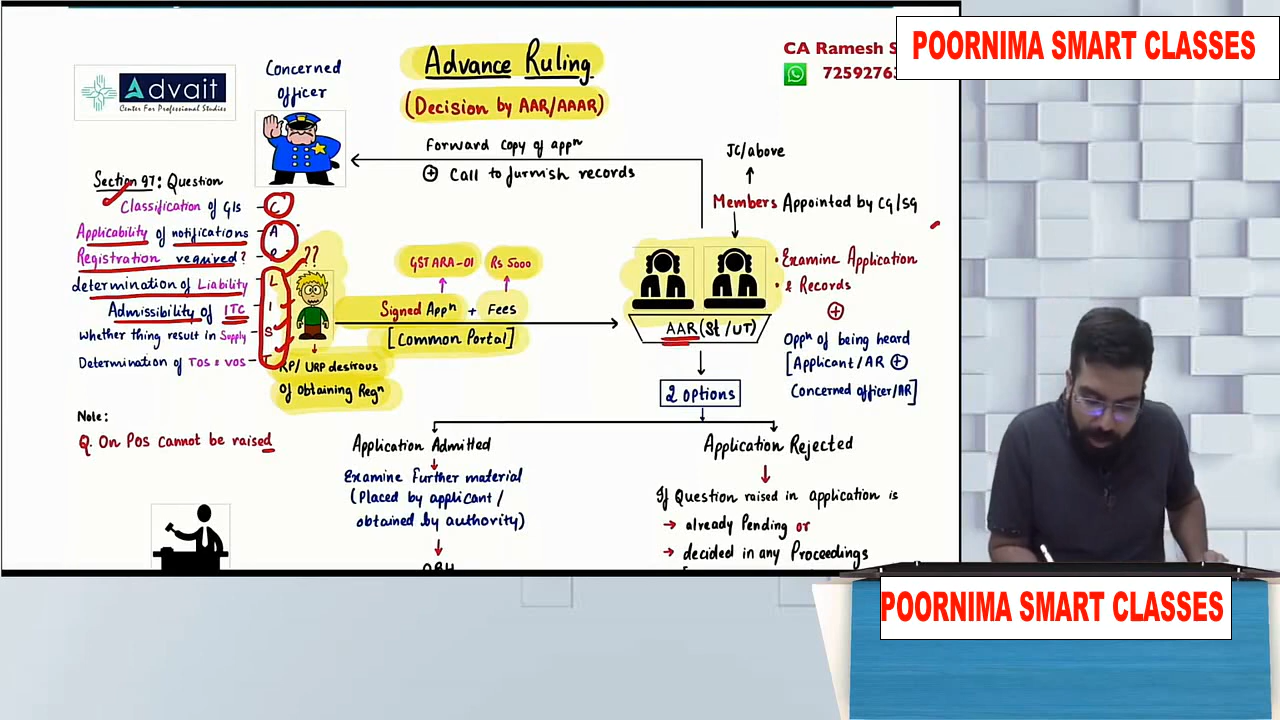 Advait
Center For Professional Studies
Concerned
officer
Advance Ruling
(Decision by AAR/AAAR)
CA Ramesh S
POORNIMA SMART CLASSES
Forward copy of appn
+ Call to furnish records
JC/above
Members Appointed by CG/SG
Section 97: Question
Classification of G/s - C
Applicability of notifications - A
Registration required? -
determination of Liability - L
Admissibility of ITC - I
Whether thing result in Supply - S
Determination of TOS & VOS - T
??
GST ARA-01
Rs 5000
Signed Appn + Fees
[Common Portal]
RP/ URP desirous
of obtaining Regn
AAR (St / UT)
• Examine Application
• & Records
+
Oppn of being heard
[Applicant/AR +
Concerned officer/AR]
2 options
Note:
Q. On POS cannot be raised
Application Admitted
Examine Further material
(Placed by applicant /
obtained by authority)
Application Rejected
If Question raised in application is
→ already Pending or
→ decided in any Proceedings
POORNIMA SMART CLASSES